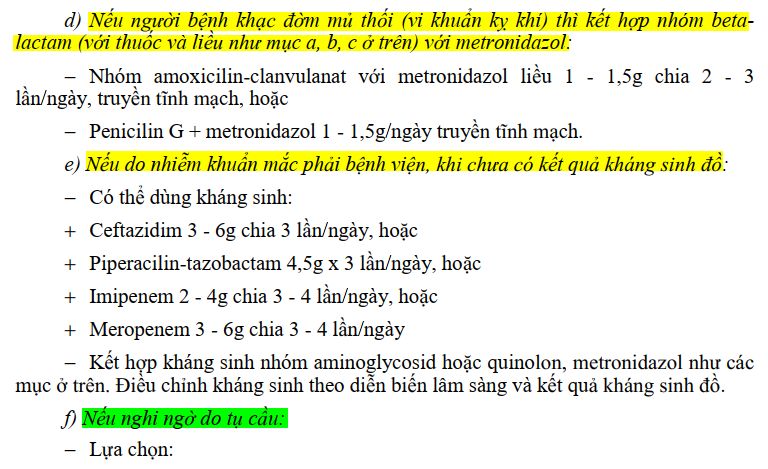 d) Nếu người bệnh khạc đờm mủ thối (vi khuẩn kỵ khí) thì kết hợp nhóm beta-
lactam (với thuốc và liều như mục a, b, c ở trên) với metronidazol:
− Nhóm amoxicilin-clanvulanat với metronidazol liều 1 - 1,5g chia 2 - 3
lần/ngày, truyền tĩnh mạch, hoặc
− Penicilin G + metronidazol 1 - 1,5g/ngày truyền tĩnh mạch.
e) Nếu do nhiễm khuẩn mắc phải bệnh viện, khi chưa có kết quả kháng sinh đồ:
− Có thể dùng kháng sinh:
+ Ceftazidim 3 - 6g chia 3 lần/ngày, hoặc
+ Piperacilin-tazobactam 4,5g x 3 lần/ngày, hoặc
+ Imipenem 2 - 4g chia 3 - 4 lần/ngày, hoặc
+ Meropenem 3 - 6g chia 3 - 4 lần/ngày
− Kết hợp kháng sinh nhóm aminoglycosid hoặc quinolon, metronidazol như các
mục ở trên. Điều chỉnh kháng sinh theo diễn biến lâm sàng và kết quả kháng sinh đồ.
f) Nếu nghi ngờ do tụ cầu:
− Lựa chọn: